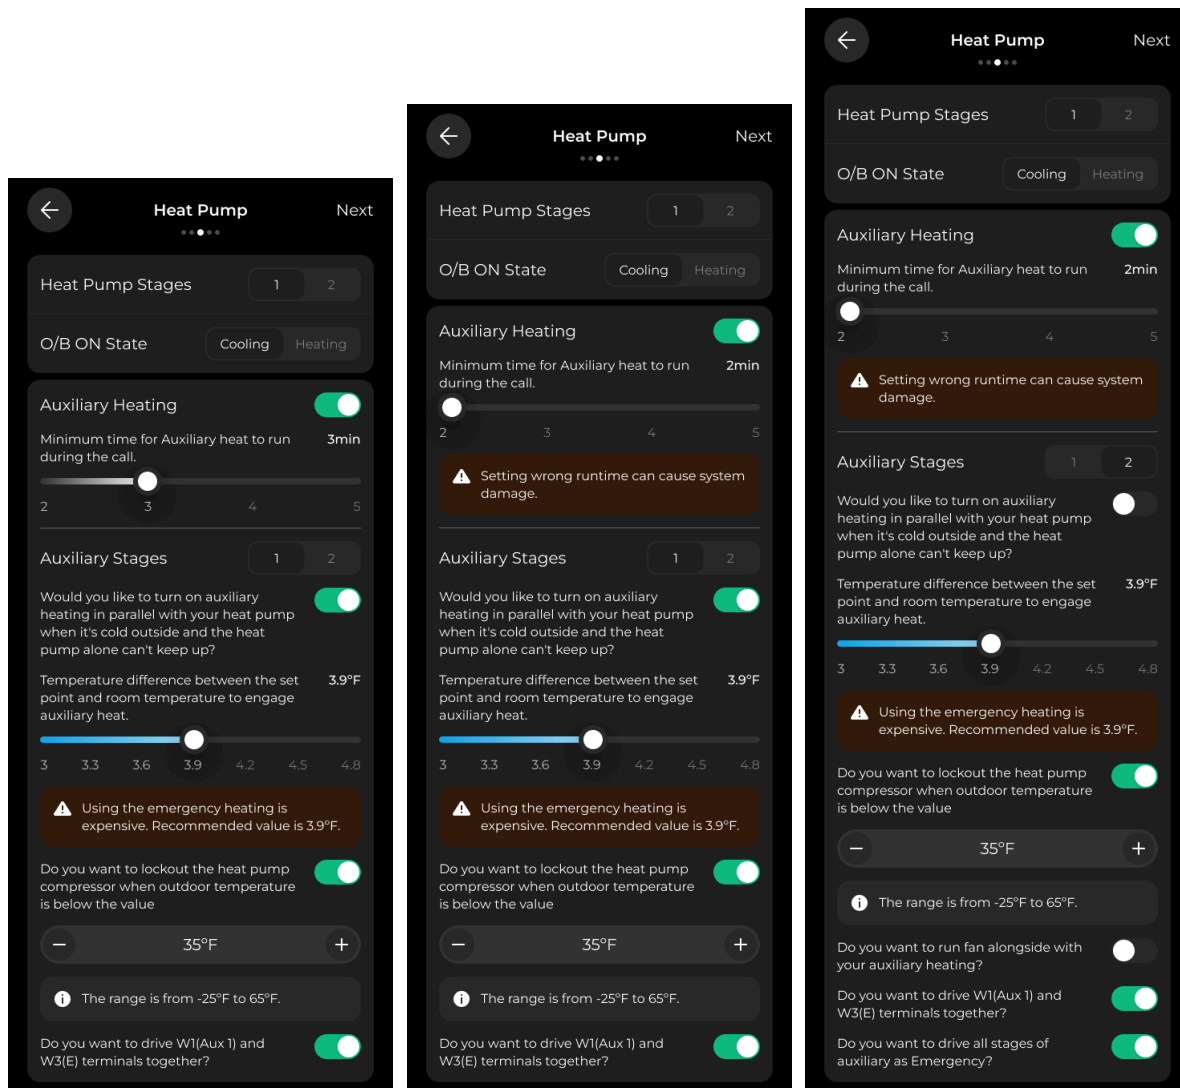 Heat Pump
Next
Heat Pump Stages
1
2
O/B ON State
Cooling
Heating
Auxiliary Heating
Minimum time for Auxiliary heat to run
during the call.
3min
2
3
4
5
Auxiliary Stages
1
2
Would you like to turn on auxiliary
heating in parallel with your heat pump
when it's cold outside and the heat
pump alone can't keep up?
Temperature difference between the set
point and room temperature to engage
auxiliary heat.
3.9°F
3
3.3
3.6
3.9
4.2
4.5
4.8
Using the emergency heating is
expensive. Recommended value is 3.9°F.
Do you want to lockout the heat pump
compressor when outdoor temperature
is below the value
− 35°F +
The range is from -25°F to 65°F.
Do you want to drive W1(Aux 1) and
W3(E) terminals together?
Heat Pump
Next
Heat Pump Stages
1
2
O/B ON State
Cooling
Heating
Auxiliary Heating
Minimum time for Auxiliary heat to run
during the call.
2min
2
3
4
5
Setting wrong runtime can cause system
damage.
Auxiliary Stages
1
2
Would you like to turn on auxiliary
heating in parallel with your heat pump
when it's cold outside and the heat
pump alone can't keep up?
Temperature difference between the set
point and room temperature to engage
auxiliary heat.
3.9°F
3
3.3
3.6
3.9
4.2
4.5
4.8
Using the emergency heating is
expensive. Recommended value is 3.9°F.
Do you want to lockout the heat pump
compressor when outdoor temperature
is below the value
− 35°F +
The range is from -25°F to 65°F.
Do you want to drive W1(Aux 1) and
W3(E) terminals together?
Heat Pump
Next
Heat Pump Stages
1
2
O/B ON State
Cooling
Heating
Auxiliary Heating
Minimum time for Auxiliary heat to run
during the call.
2min
2
3
4
5
Setting wrong runtime can cause system
damage.
Auxiliary Stages
1
2
Would you like to turn on auxiliary
heating in parallel with your heat pump
when it's cold outside and the heat
pump alone can't keep up?
Temperature difference between the set
point and room temperature to engage
auxiliary heat.
3.9°F
3
3.3
3.6
3.9
4.2
4.5
4.8
Using the emergency heating is
expensive. Recommended value is 3.9°F.
Do you want to lockout the heat pump
compressor when outdoor temperature
is below the value
− 35°F +
The range is from -25°F to 65°F.
Do you want to run fan alongside with
your auxiliary heating?
Do you want to drive W1(Aux 1) and
W3(E) terminals together?
Do you want to drive all stages of
auxiliary as Emergency?